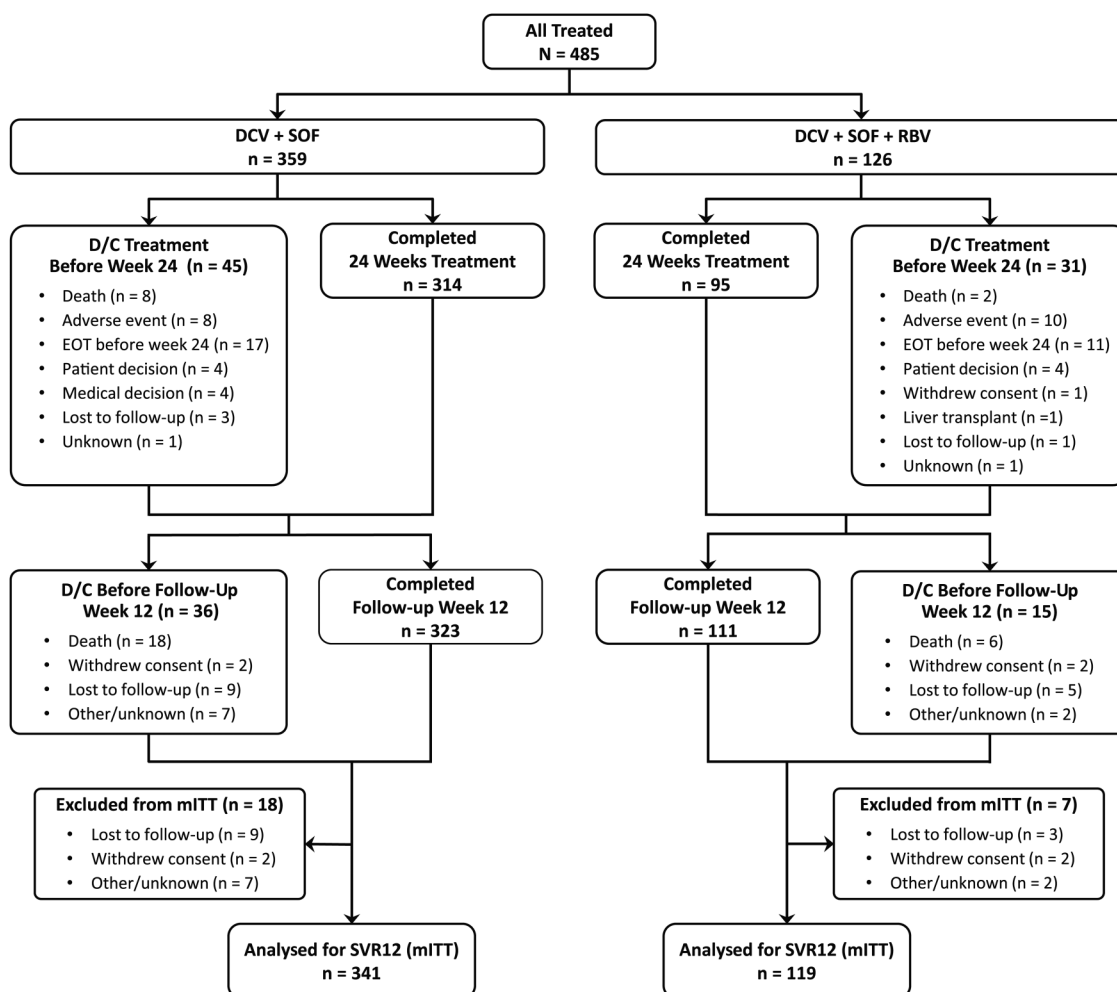 All Treated
N = 485
DCV + SOF
n = 359
DCV + SOF + RBV
n = 126
D/C Treatment
Before Week 24 (n = 45)
• Death (n = 8)
• Adverse event (n = 8)
• EOT before week 24 (n = 17)
• Patient decision (n = 4)
• Medical decision (n = 4)
• Lost to follow-up (n = 3)
• Unknown (n = 1)
Completed
24 Weeks Treatment
n = 314
Completed
24 Weeks Treatment
n = 95
D/C Treatment
Before Week 24 (n = 31)
• Death (n = 2)
• Adverse event (n = 10)
• EOT before week 24 (n = 11)
• Patient decision (n = 4)
• Withdrew consent (n = 1)
• Liver transplant (n =1)
• Lost to follow-up (n = 1)
• Unknown (n = 1)
D/C Before Follow-Up
Week 12 (n = 36)
• Death (n = 18)
• Withdrew consent (n = 2)
• Lost to follow-up (n = 9)
• Other/unknown (n = 7)
Completed
Follow-up Week 12
n = 323
Completed
Follow-up Week 12
n = 111
D/C Before Follow-Up
Week 12 (n = 15)
• Death (n = 6)
• Withdrew consent (n = 2)
• Lost to follow-up (n = 5)
• Other/unknown (n = 2)
Excluded from mITT (n = 18)
• Lost to follow-up (n = 9)
• Withdrew consent (n = 2)
• Other/unknown (n = 7)
Excluded from mITT (n = 7)
• Lost to follow-up (n = 3)
• Withdrew consent (n = 2)
• Other/unknown (n = 2)
Analysed for SVR12 (mITT)
n = 341
Analysed for SVR12 (mITT)
n = 119